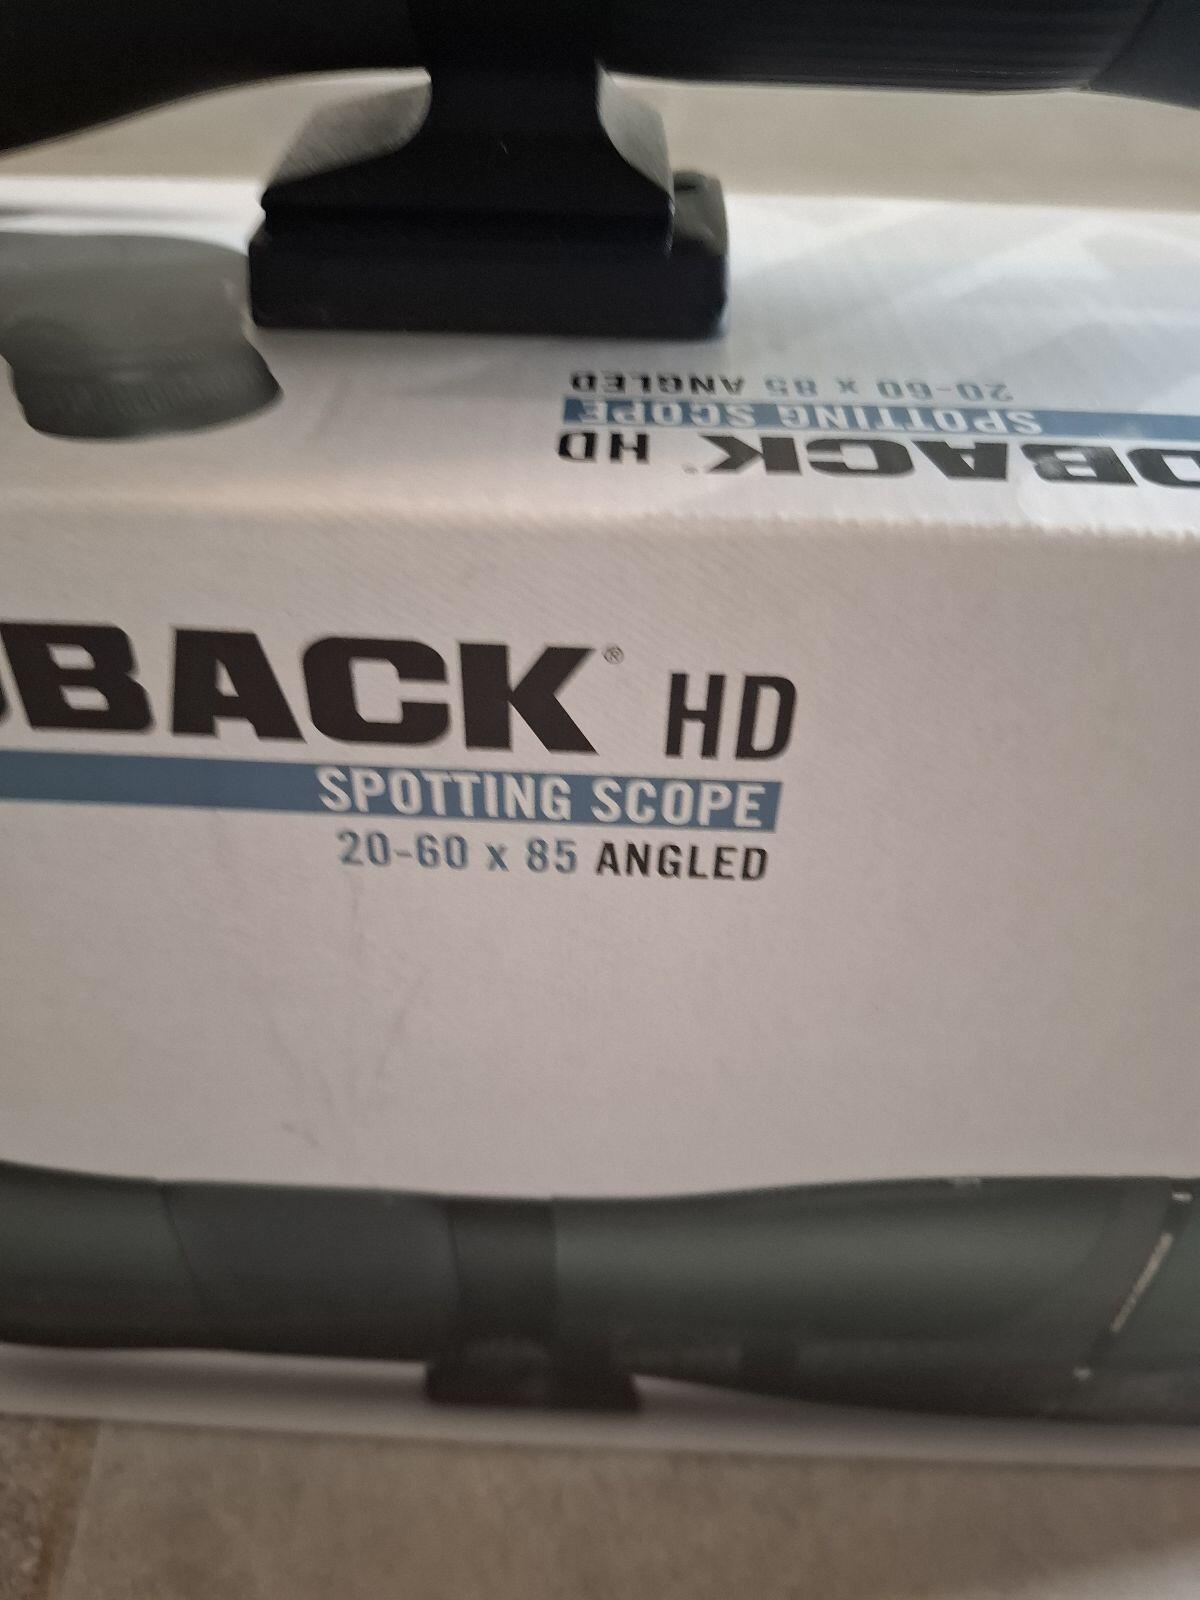 20-60 x 85 ANGLED
SPOTTING SCOPE
DBACK® HD
DBACK® HD
SPOTTING SCOPE
20-60 x 85 ANGLED